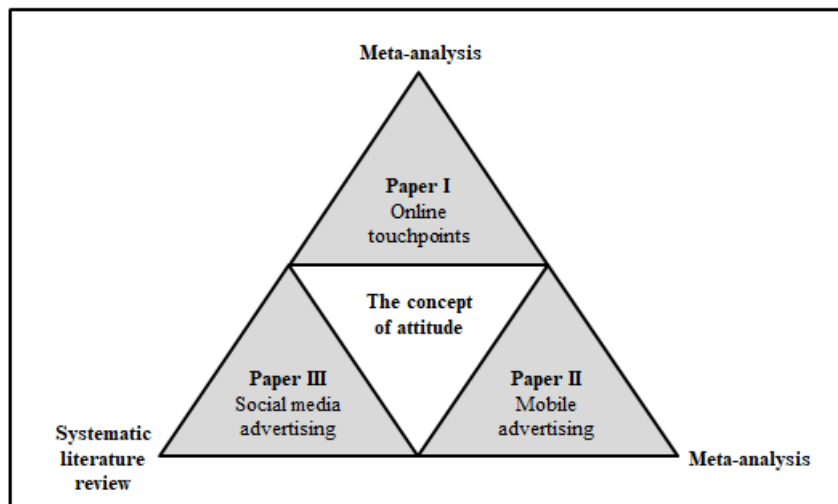 Meta-analysis
Paper I
Online
touchpoints
The concept
of attitude
Paper III
Social media
advertising
Paper II
Mobile
advertising
Systematic
literature
review
Meta-analysis